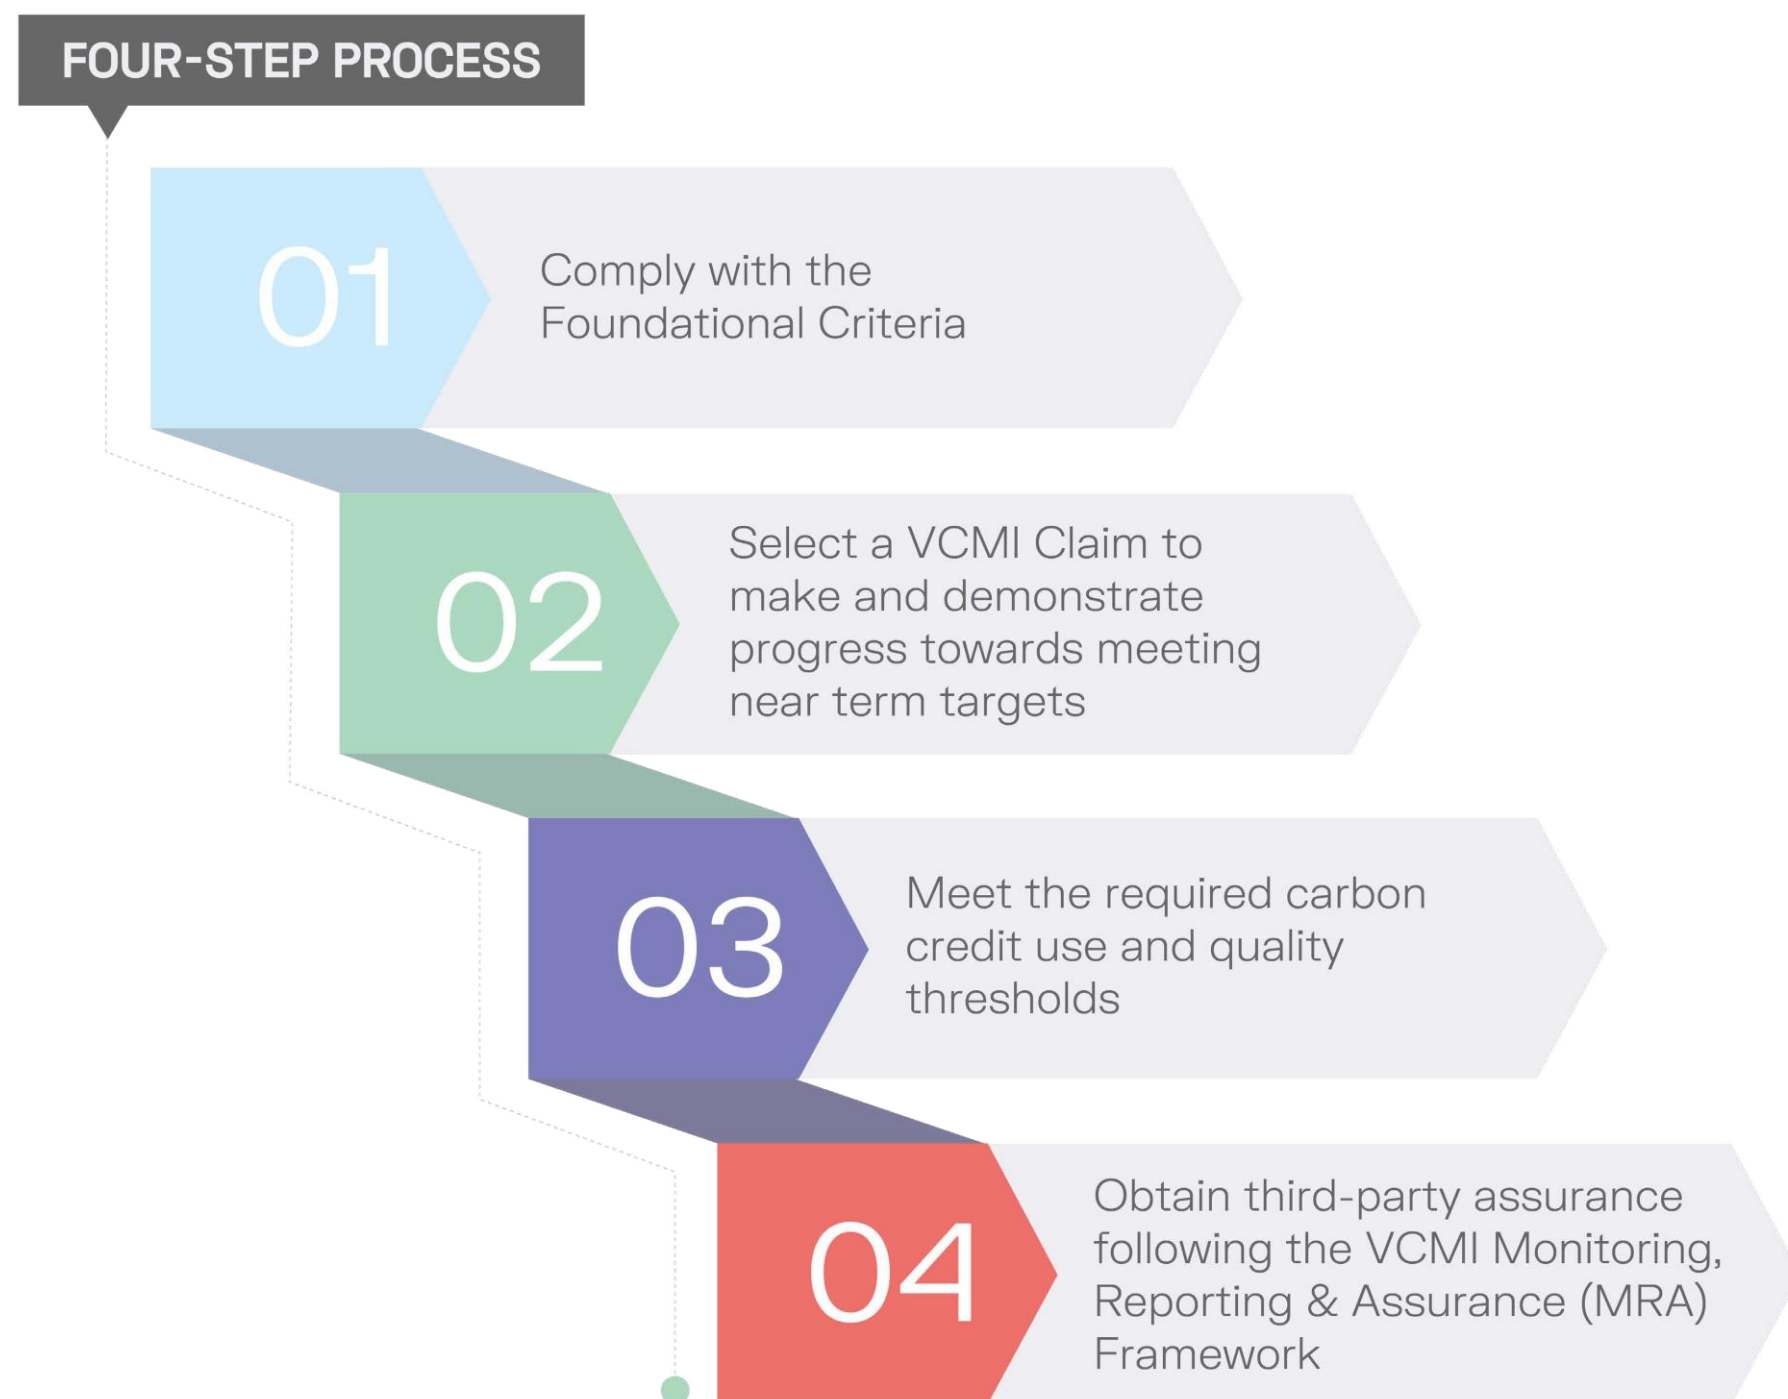 FOUR-STEP PROCESS
01
Comply with the
Foundational Criteria
02
Select a VCMI Claim to
make and demonstrate
progress towards meeting
near term targets
03
Meet the required carbon
credit use and quality
thresholds
04
Obtain third-party assurance
following the VCMI Monitoring,
Reporting & Assurance (MRA)
Framework